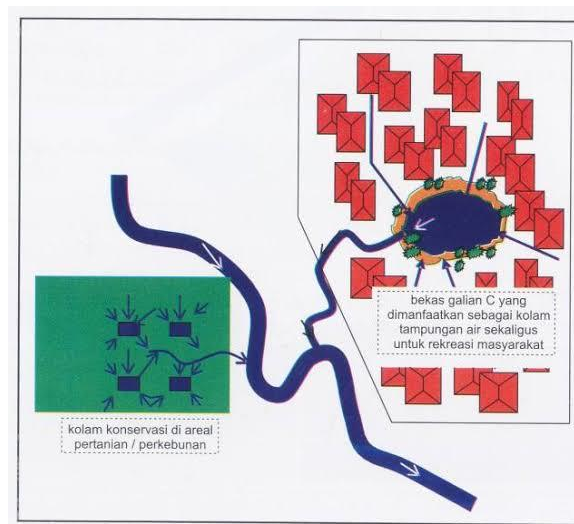 bekas galian C yang
dimanfaatkan sebagai kolam
tampungan air sekaligus
untuk rekreasi masyarakat
kolam konservasi di areal
pertanian / perkebunan